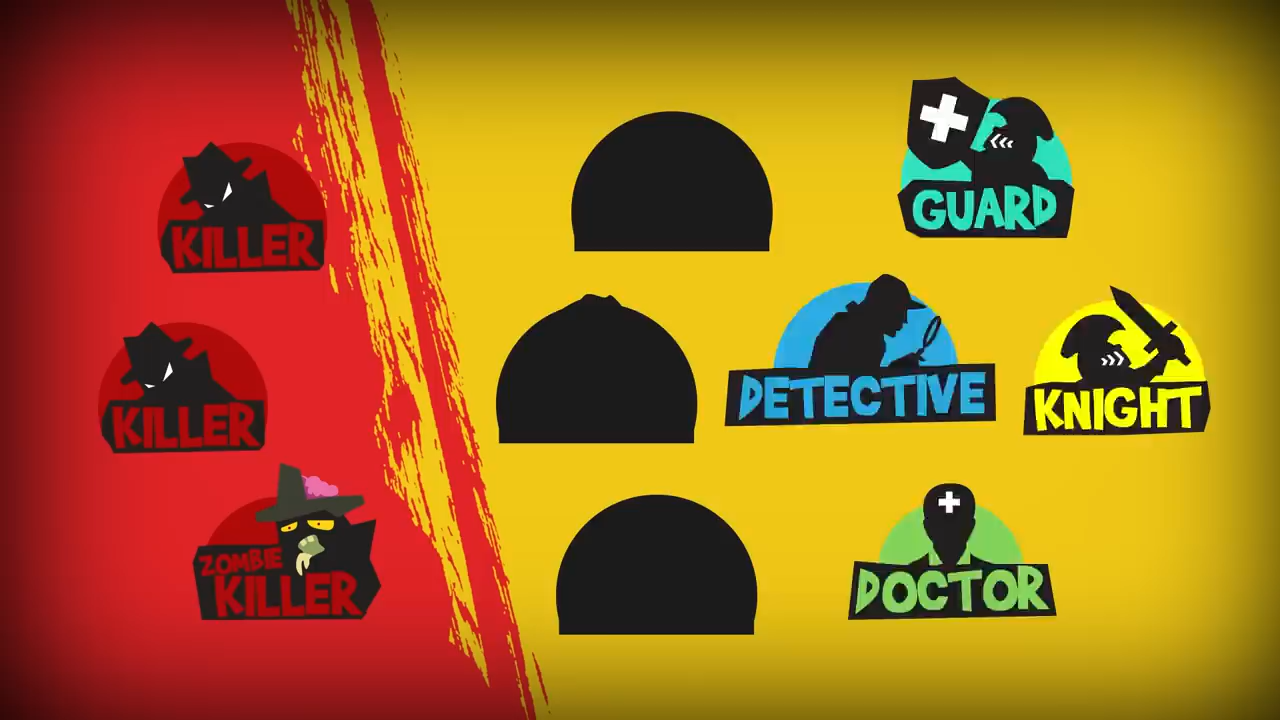 KILLER
KILLER
ZOMBIE
KILLER
GUARD
DETECTIVE
KNIGHT
DOCTOR